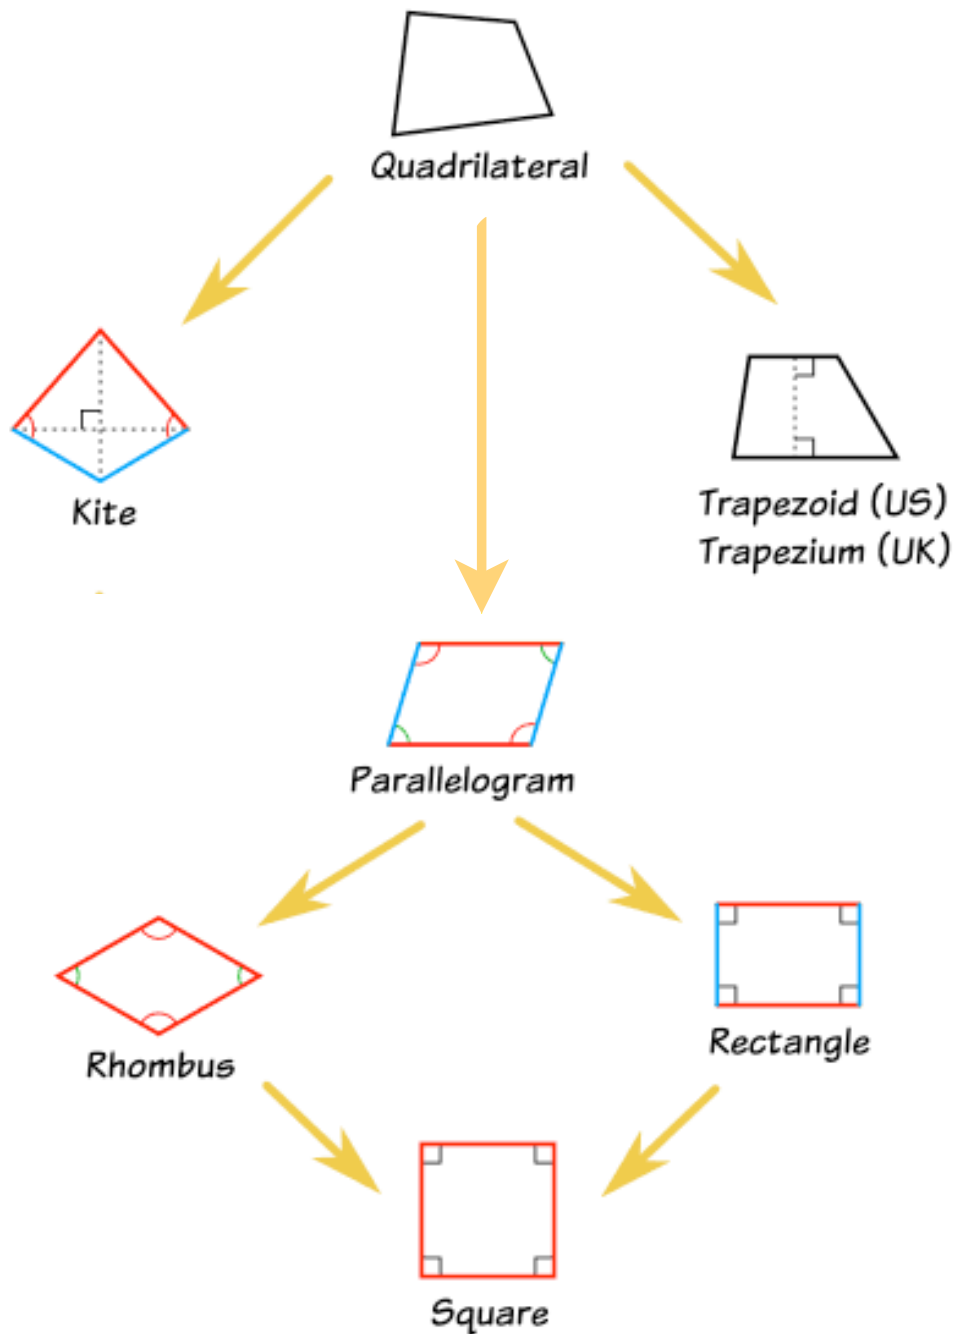 Quadrilateral
Kite
Trapezoid (US)
Trapezium (UK)
Parallelogram
Rhombus
Rectangle
Square